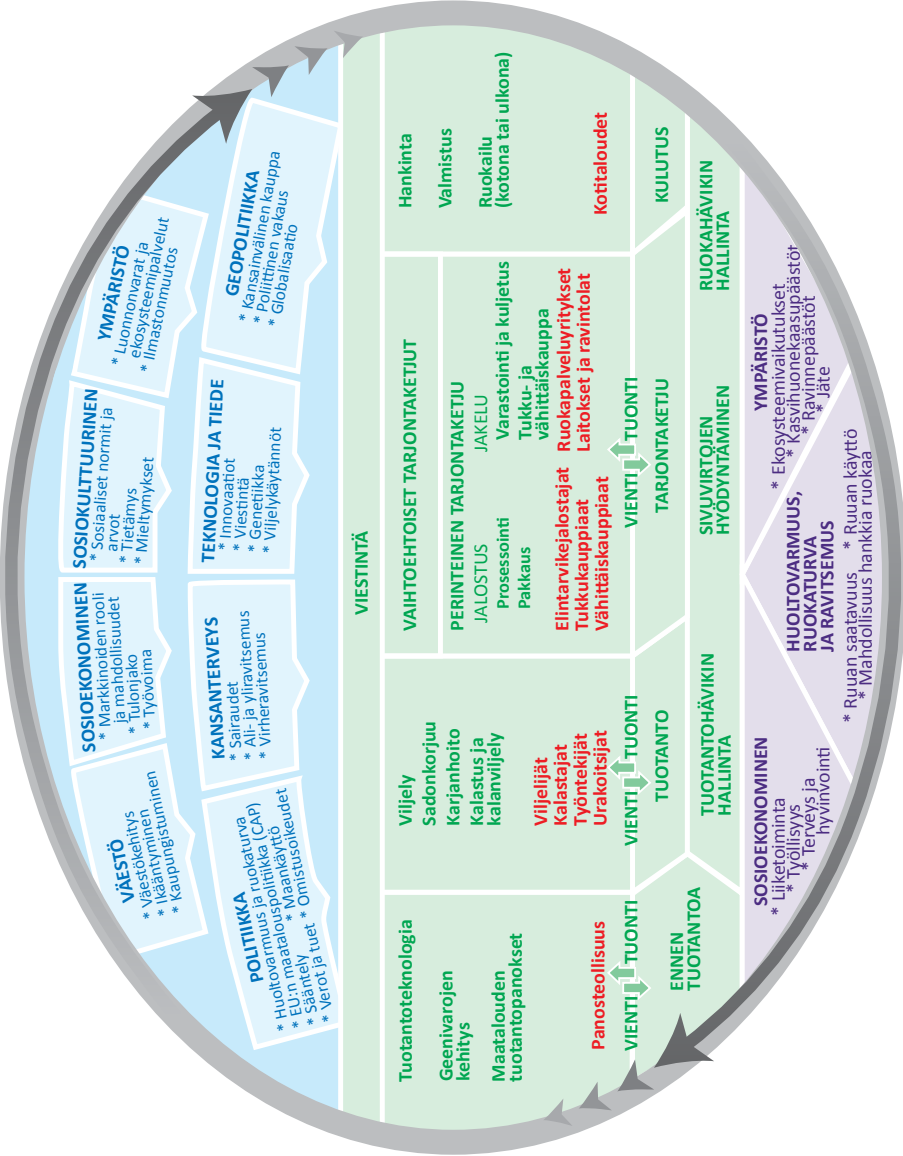 VÄESTÖ
* Väestökehitys
* Ikääntyminen
* Kaupungistuminen
SOSIOEKONOMINEN
* Markkinoiden rooli
ja mahdollisuudet
* Tulonjako
* Työvoima
SOSIOKULTTUURINEN
* Sosiaaliset normit ja
arvot
* Tietämys
* Mieltymykset
YMPÄRISTÖ
* Luonnonvarat ja
ekosysteemipalvelut
* Ilmastonmuutos
POLITIIKKA
* Huoltovarmuus ja ruokaturva
* EU:n maatalouspolitiikka (CAP)
* Sääntely * Maankäyttö
* Verot ja tuet * Omistusoikeudet
KANSANTERVEYS
* Sairaudet
* Ali- ja yliravitsemus
* Virheravitsemus
TEKNOLOGIA JA TIEDE
* Innovaatiot
* Viestintä
* Genetiikka
* Viljelykäytännöt
GEOPOLITIIKKA
* Kansainvälinen kauppa
* Poliittinen vakaus
* Globalisaatio
VIESTINTÄ
Tuotantoteknologia
Geenivarojen
kehitys
Maatalouden
tuotantopanokset
Panosteollisuus
VIENTI TUONTI
ENNEN
TUOTANTOA
Viljely
Sadonkorjuu
Karjanhoito
Kalastus ja
kalanviljely
Viljelijät
Kalastajat
Työntekijät
Urakoitsijat
VIENTI TUONTI
TUOTANTO
VAIHTOEHTOISET TARJONTAKETJUT
PERINTEINEN TARJONTAKETJU
JALOSTUS
Prosessointi
Pakkaus
JAKELU
Varastointi ja kuljetus
Tukku- ja
vähittäiskauppa
Elintarvikejalostajat
Tukkukauppiaat
Vähittäiskauppiaat
Ruokapalveluyritykset
Laitokset ja ravintolat
VIENTI TUONTI
TARJONTAKETJU
Hankinta
Valmistus
Ruokailu
(kotona tai ulkona)
Kotitaloudet
KULUTUS
TUOTANTOHÄVIKIN
HALLINTA
SIVUVIRTOJEN
HYÖDYNTÄMINEN
RUOKAHÄVIKIN
HALLINTA
SOSIOEKONOMINEN
* Liiketoiminta
* Työllisyys
* Terveys ja
hyvinvointi
HUOLTOVARMUUS,
RUOKATURVA
JA RAVITSEMUS
* Ruuan saatavuus * Ruuan käyttö
* Mahdollisuus hankkia ruokaa
YMPÄRISTÖ
* Ekosysteemivaikutukset
* Kasvihuonekaasupäästöt
* Ravinnepäästöt
* Jäte